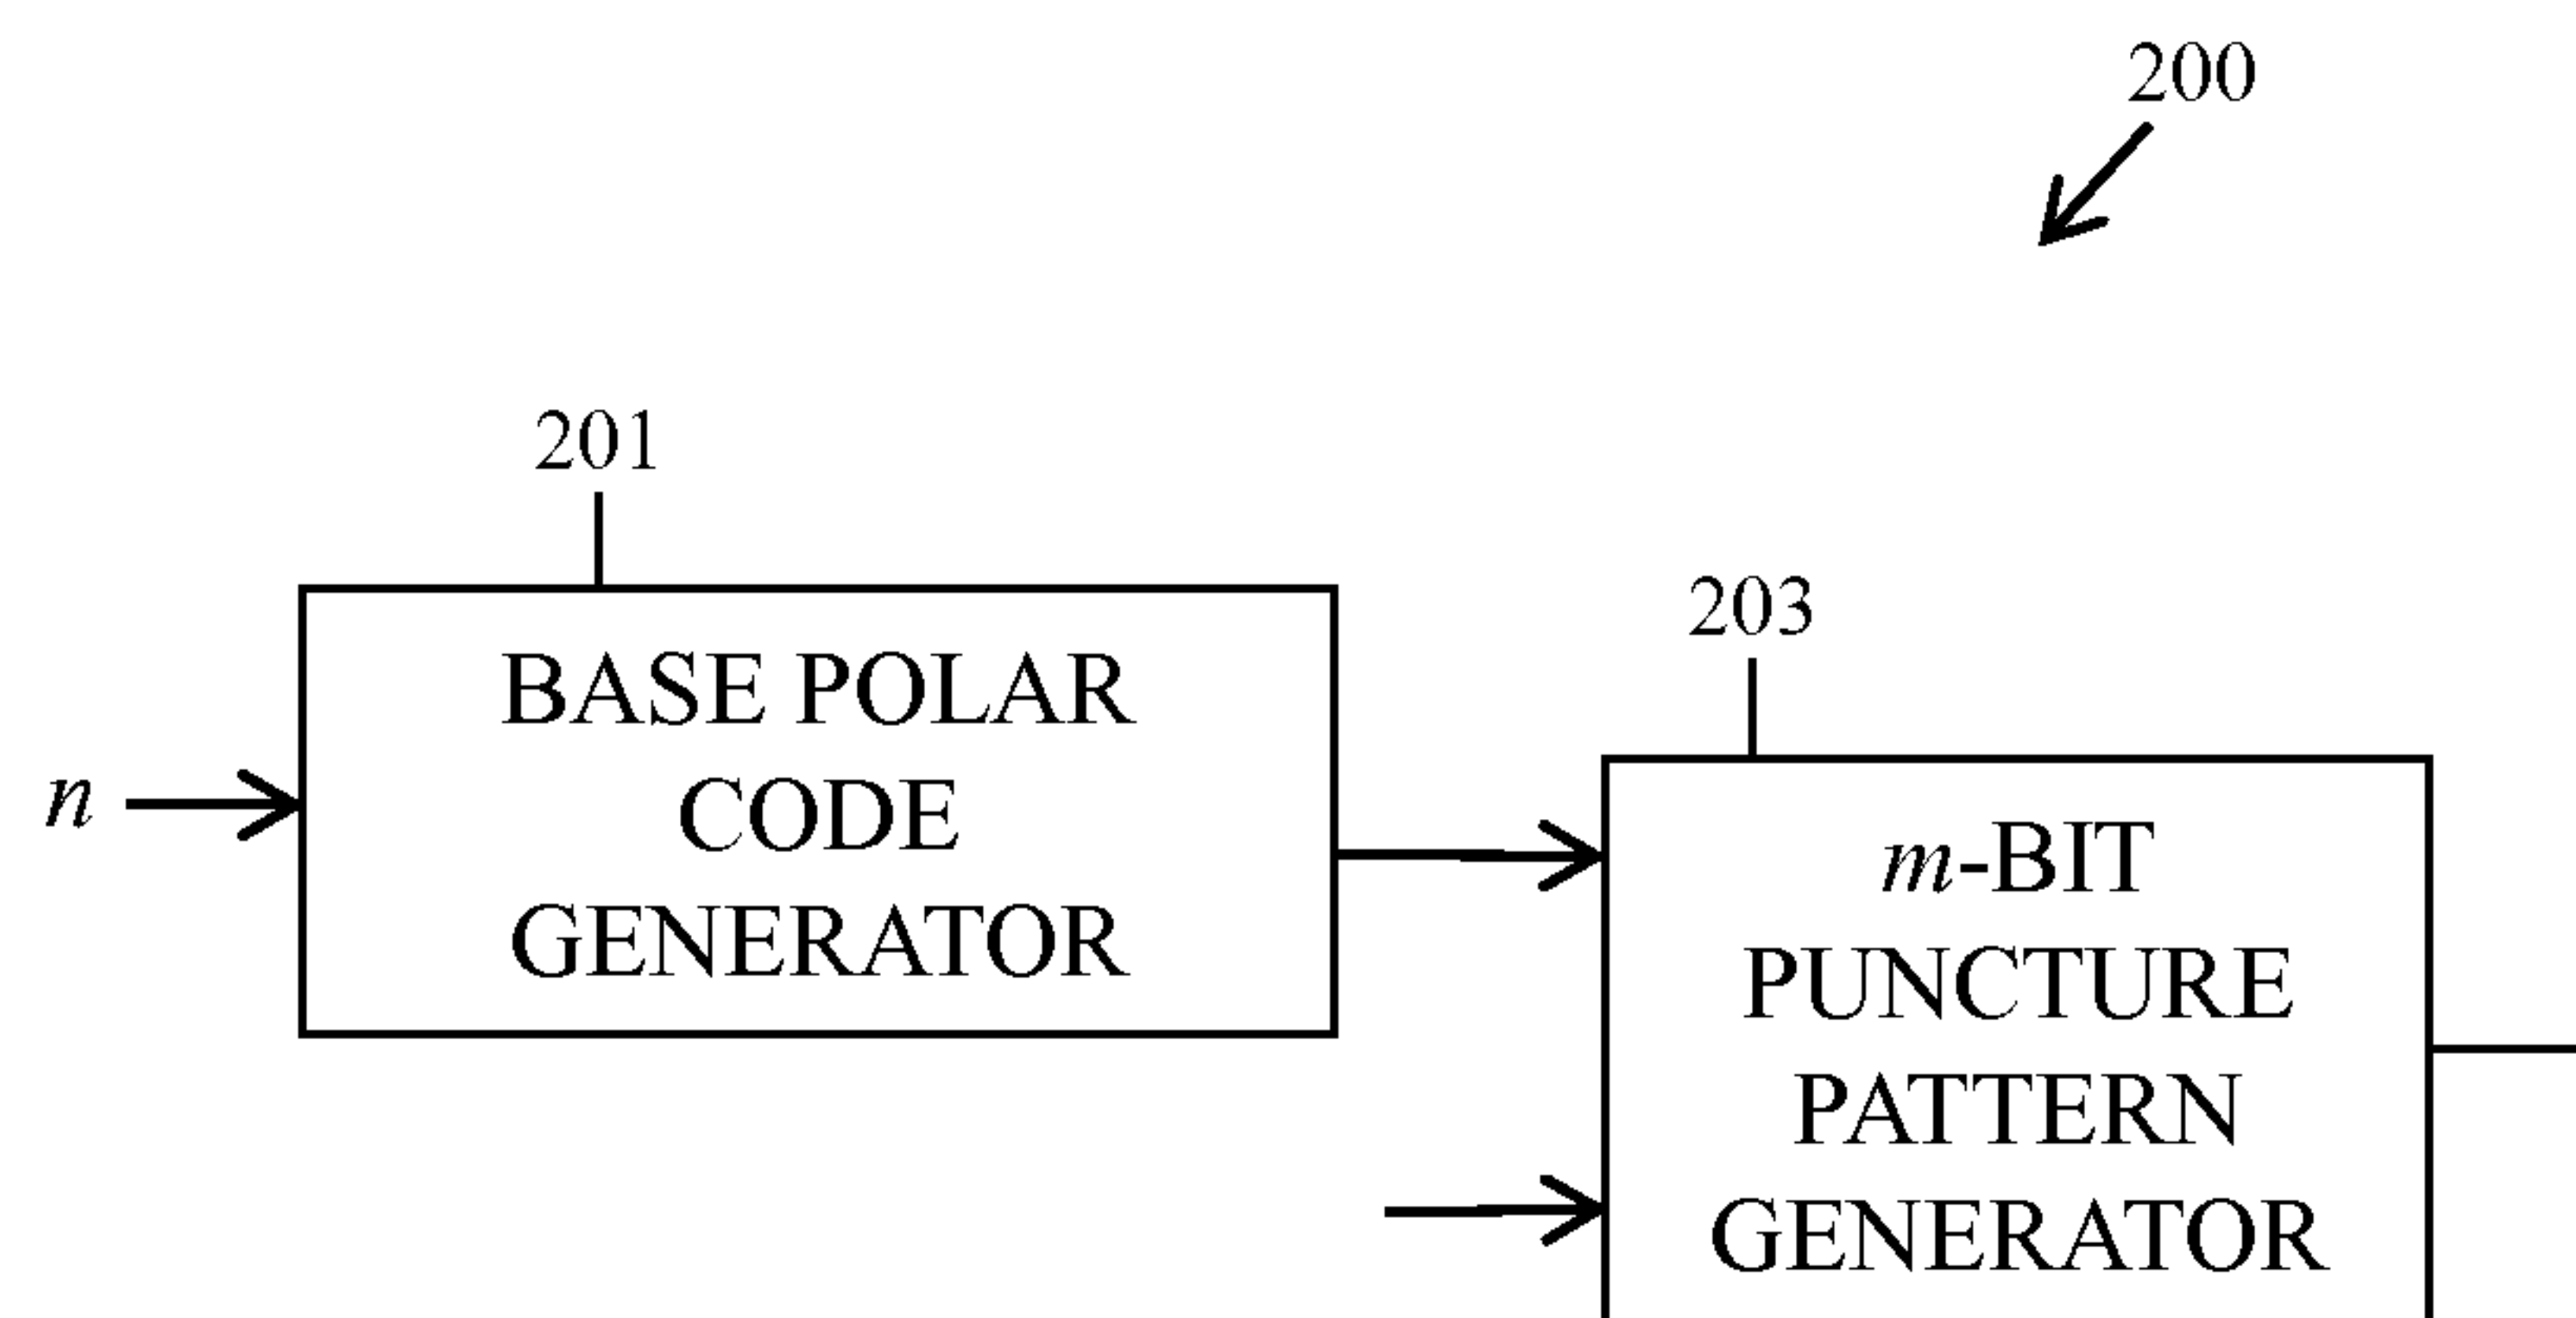 200
201
BASE POLAR
CODE
GENERATOR
n
203
m-BIT
PUNCTURE
PATTERN
GENERATOR